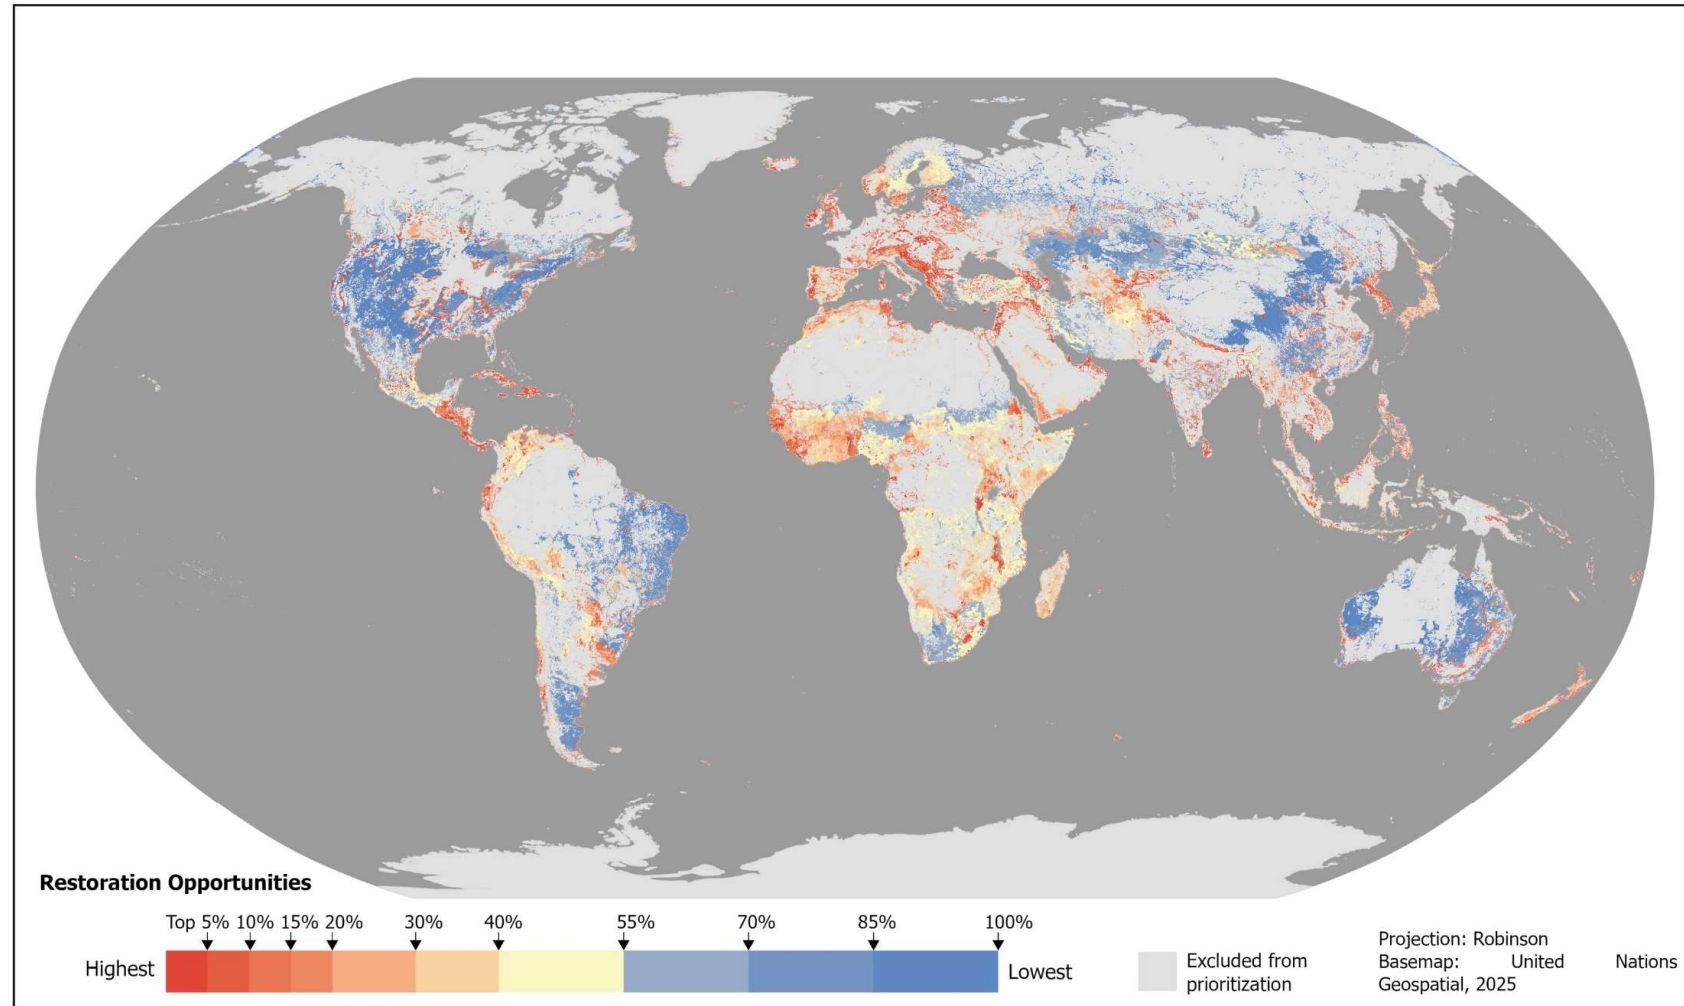 Restoration Opportunities
Top 5% 10% 15% 20% 30% 40% 55% 70% 85% 100%
Highest
Lowest
Excluded from
prioritization
Projection: Robinson
Basemap: United Nations
Geospatial, 2025